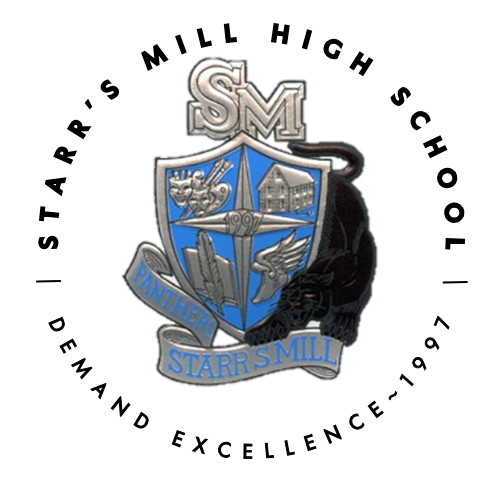 STARR'S MILL HIGH SCHOOL
SM
1997
PANTHERS
STARR'S MILL
DEMAND EXCELLENCE~1997